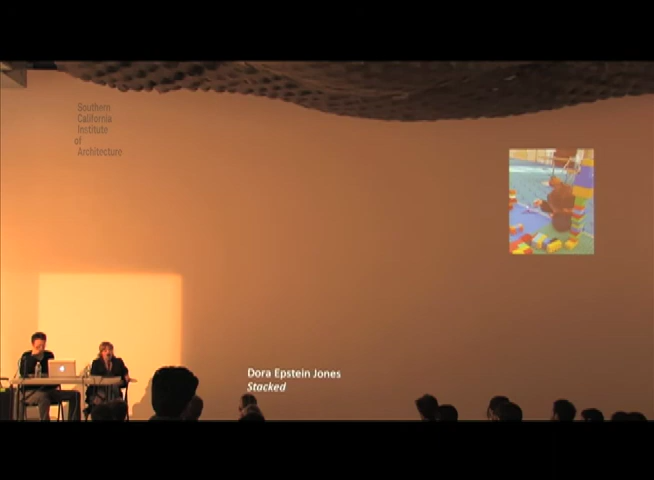 Southern
California
Institute
of
Architecture
Dora Epstein Jones
Stacked